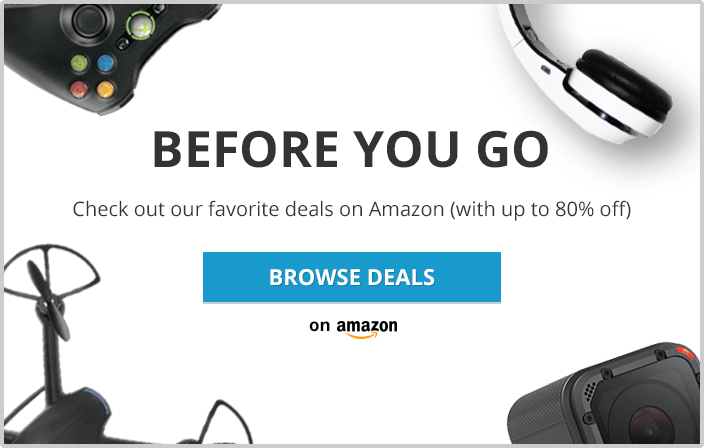 BEFORE YOU GO
Check out our favorite deals on Amazon (with up to 80% off)
BROWSE DEALS
on amazon